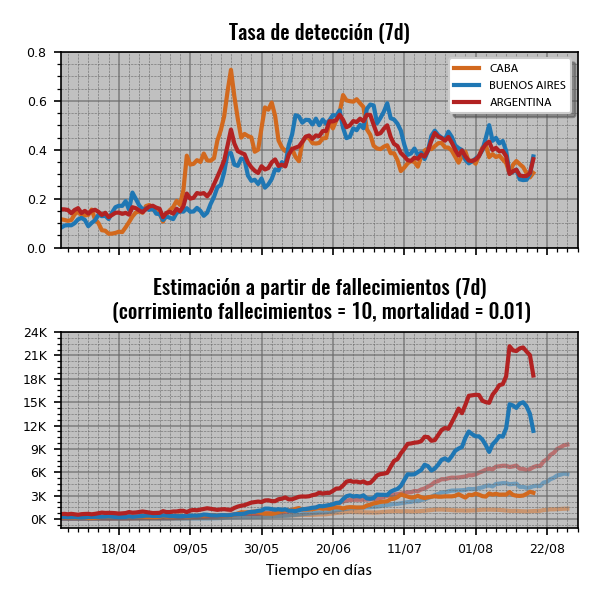 Tasa de detección (7d)
0.8
0.6
0.4
0.2
0.0
CABA
BUENOS AIRES
ARGENTINA
Estimación a partir de fallecimientos (7d)
(corrimiento fallecimientos = 10, mortalidad = 0.01)
24K
21K
18K
15K
12K
9K
6K
3K
0K
18/04 09/05 30/05 20/06 11/07 01/08 22/08
Tiempo en días